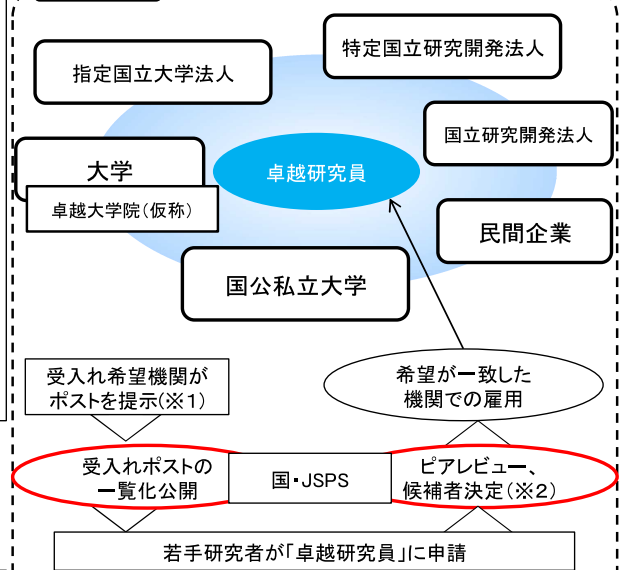 特定国立研究開発法人
指定国立大学法人
国立研究開発法人
大学
卓越研究員
卓越大学院（仮称）
民間企業
国公私立大学
受入れ希望機関が
ポストを提示（※１）
希望が一致した
機関での雇用
受入れポストの
一覧化公開
国・JSPS
ピアレビュー、
候補者決定（※２）
若手研究者が「卓越研究員」に申請